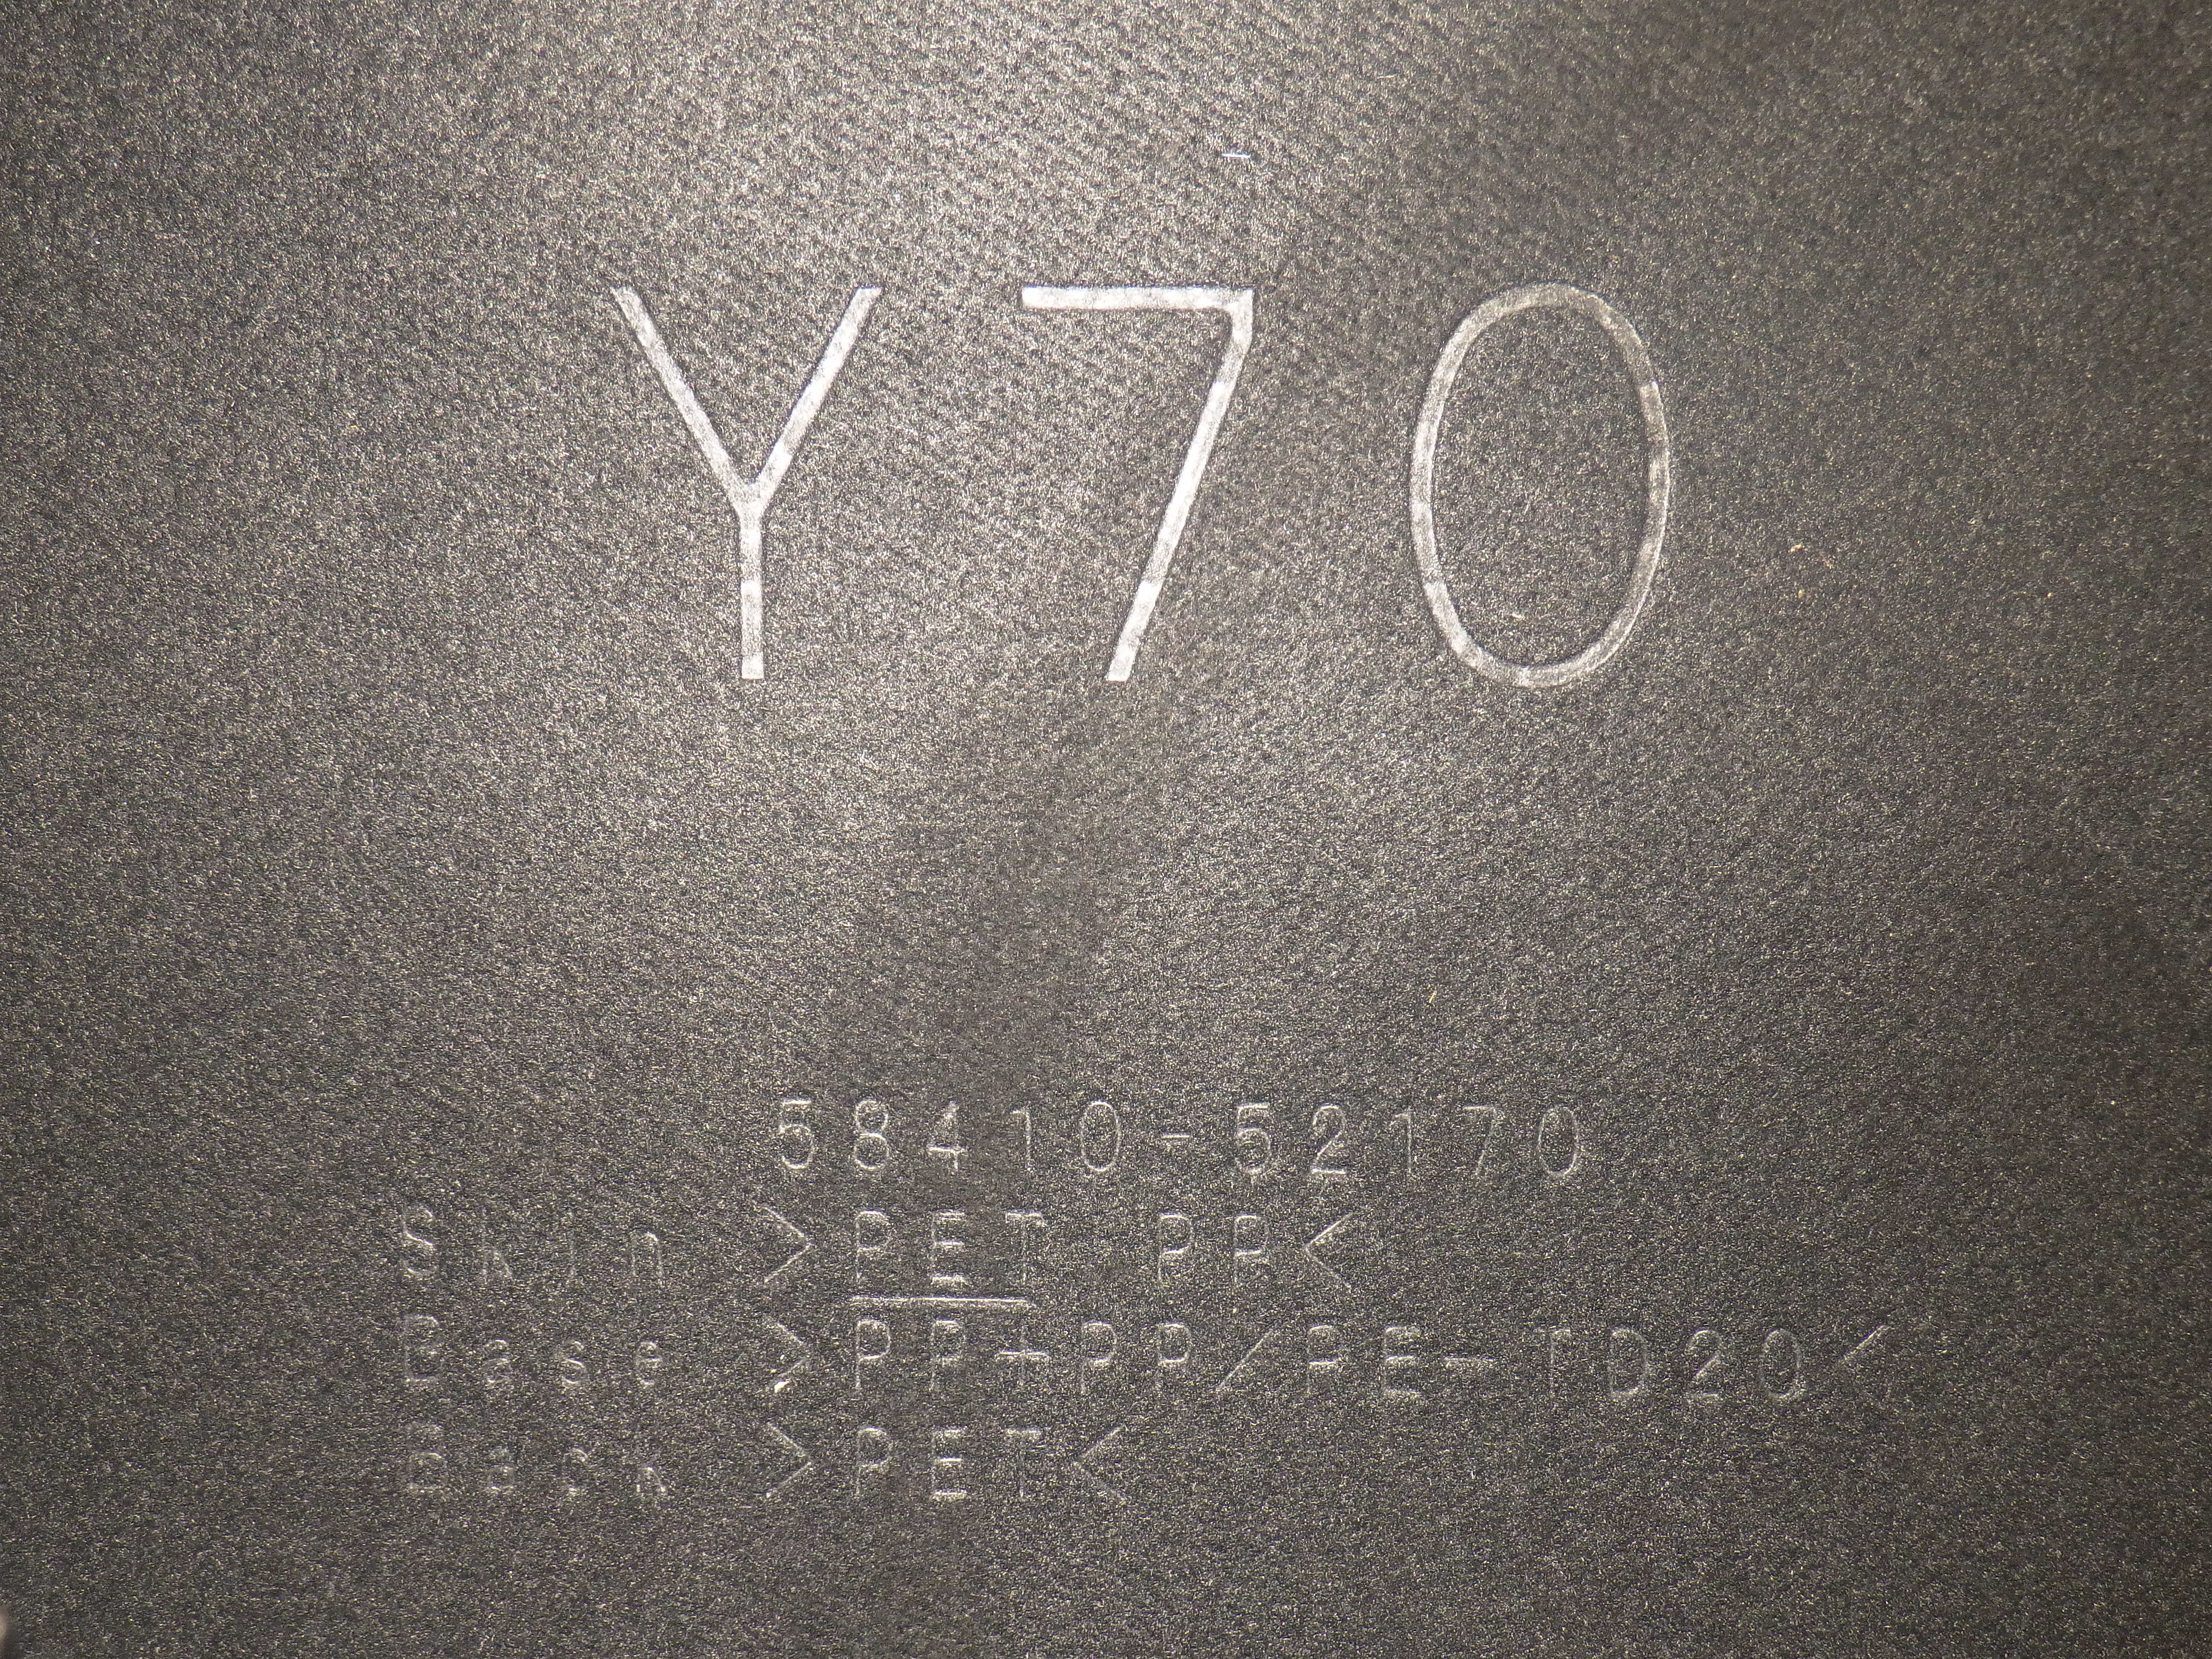 Y70
58410-52170
Skin >PET PP<
Base >PP+PP/PE-TD20<
Back >PET<